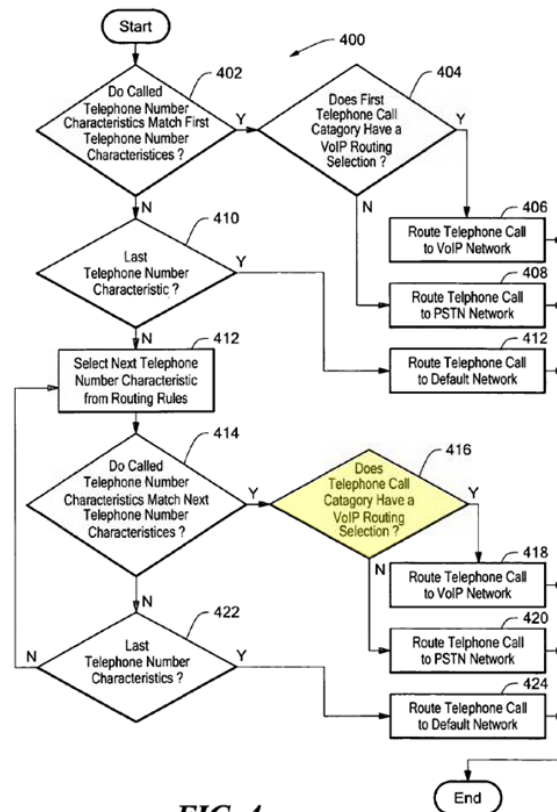 Start
400
402
Do Called
Telephone Number
Characteristics Match First
Telephone Number
Characteristices ?
Y
N
404
Does First
Telephone Call
Catagory Have a
VoIP Routing
Selection ?
Y
N
406
Route Telephone Call
to VoIP Network
408
Route Telphone Call
to PSTN Network
410
Last
Telephone Number
Characteristic ?
Y
N
412
Route Telephone Call
to Default Network
412
Select Next Telephone
Number Characteristic
from Routing Rules
414
Do Called
Telephone Number
Characteristics Match Next
Telephone Number
Characteristics ?
Y
N
416
Does
Telephone Call
Catagory Have a
VoIP Routing
Selection ?
Y
N
418
Route Telephone Call
to VoIP Network
420
Route Telphone Call
to PSTN Network
422
Last
Telephone Number
Characteristics ?
N
Y
424
Route Telephone Call
to Default Network
End
FIG. 4